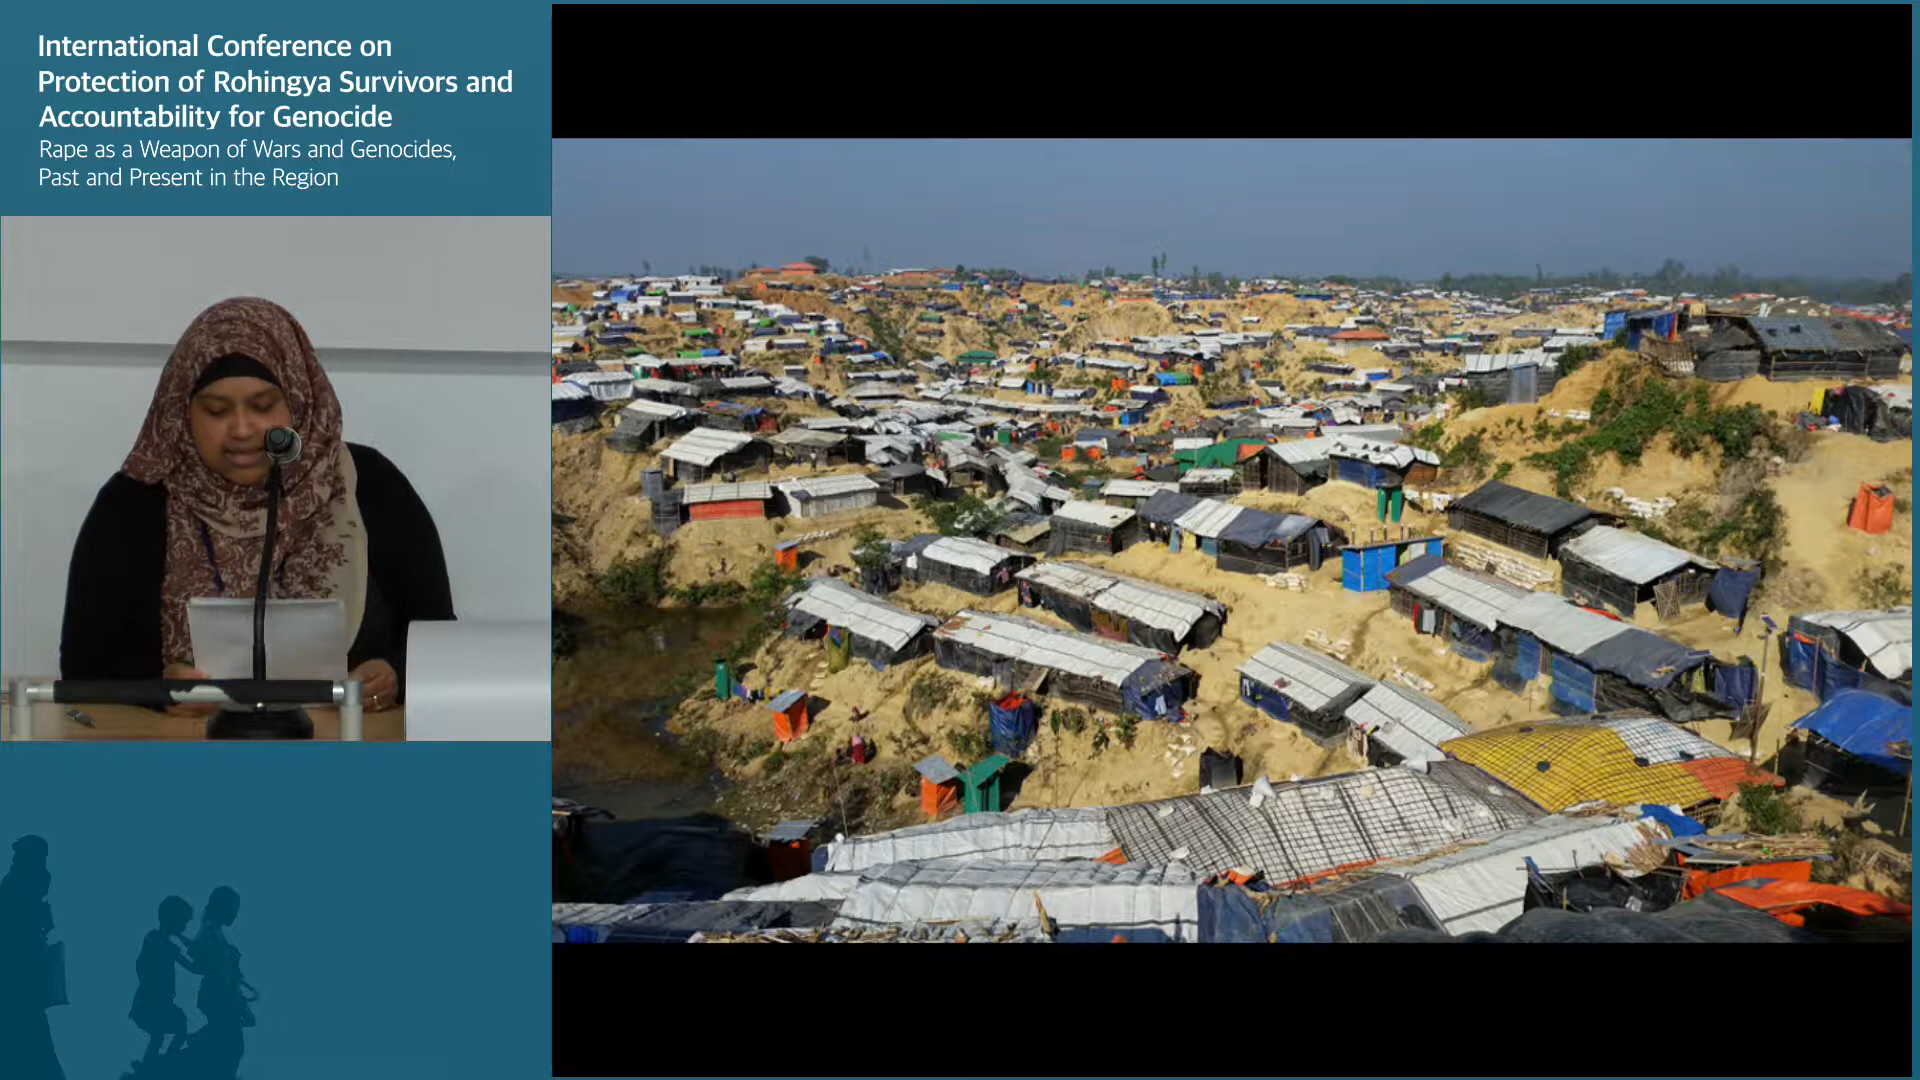 International Conference on
Protection of Rohingya Survivors and
Accountability for Genocide
Rape as a Weapon of Wars and Genocides,
Past and Present in the Region